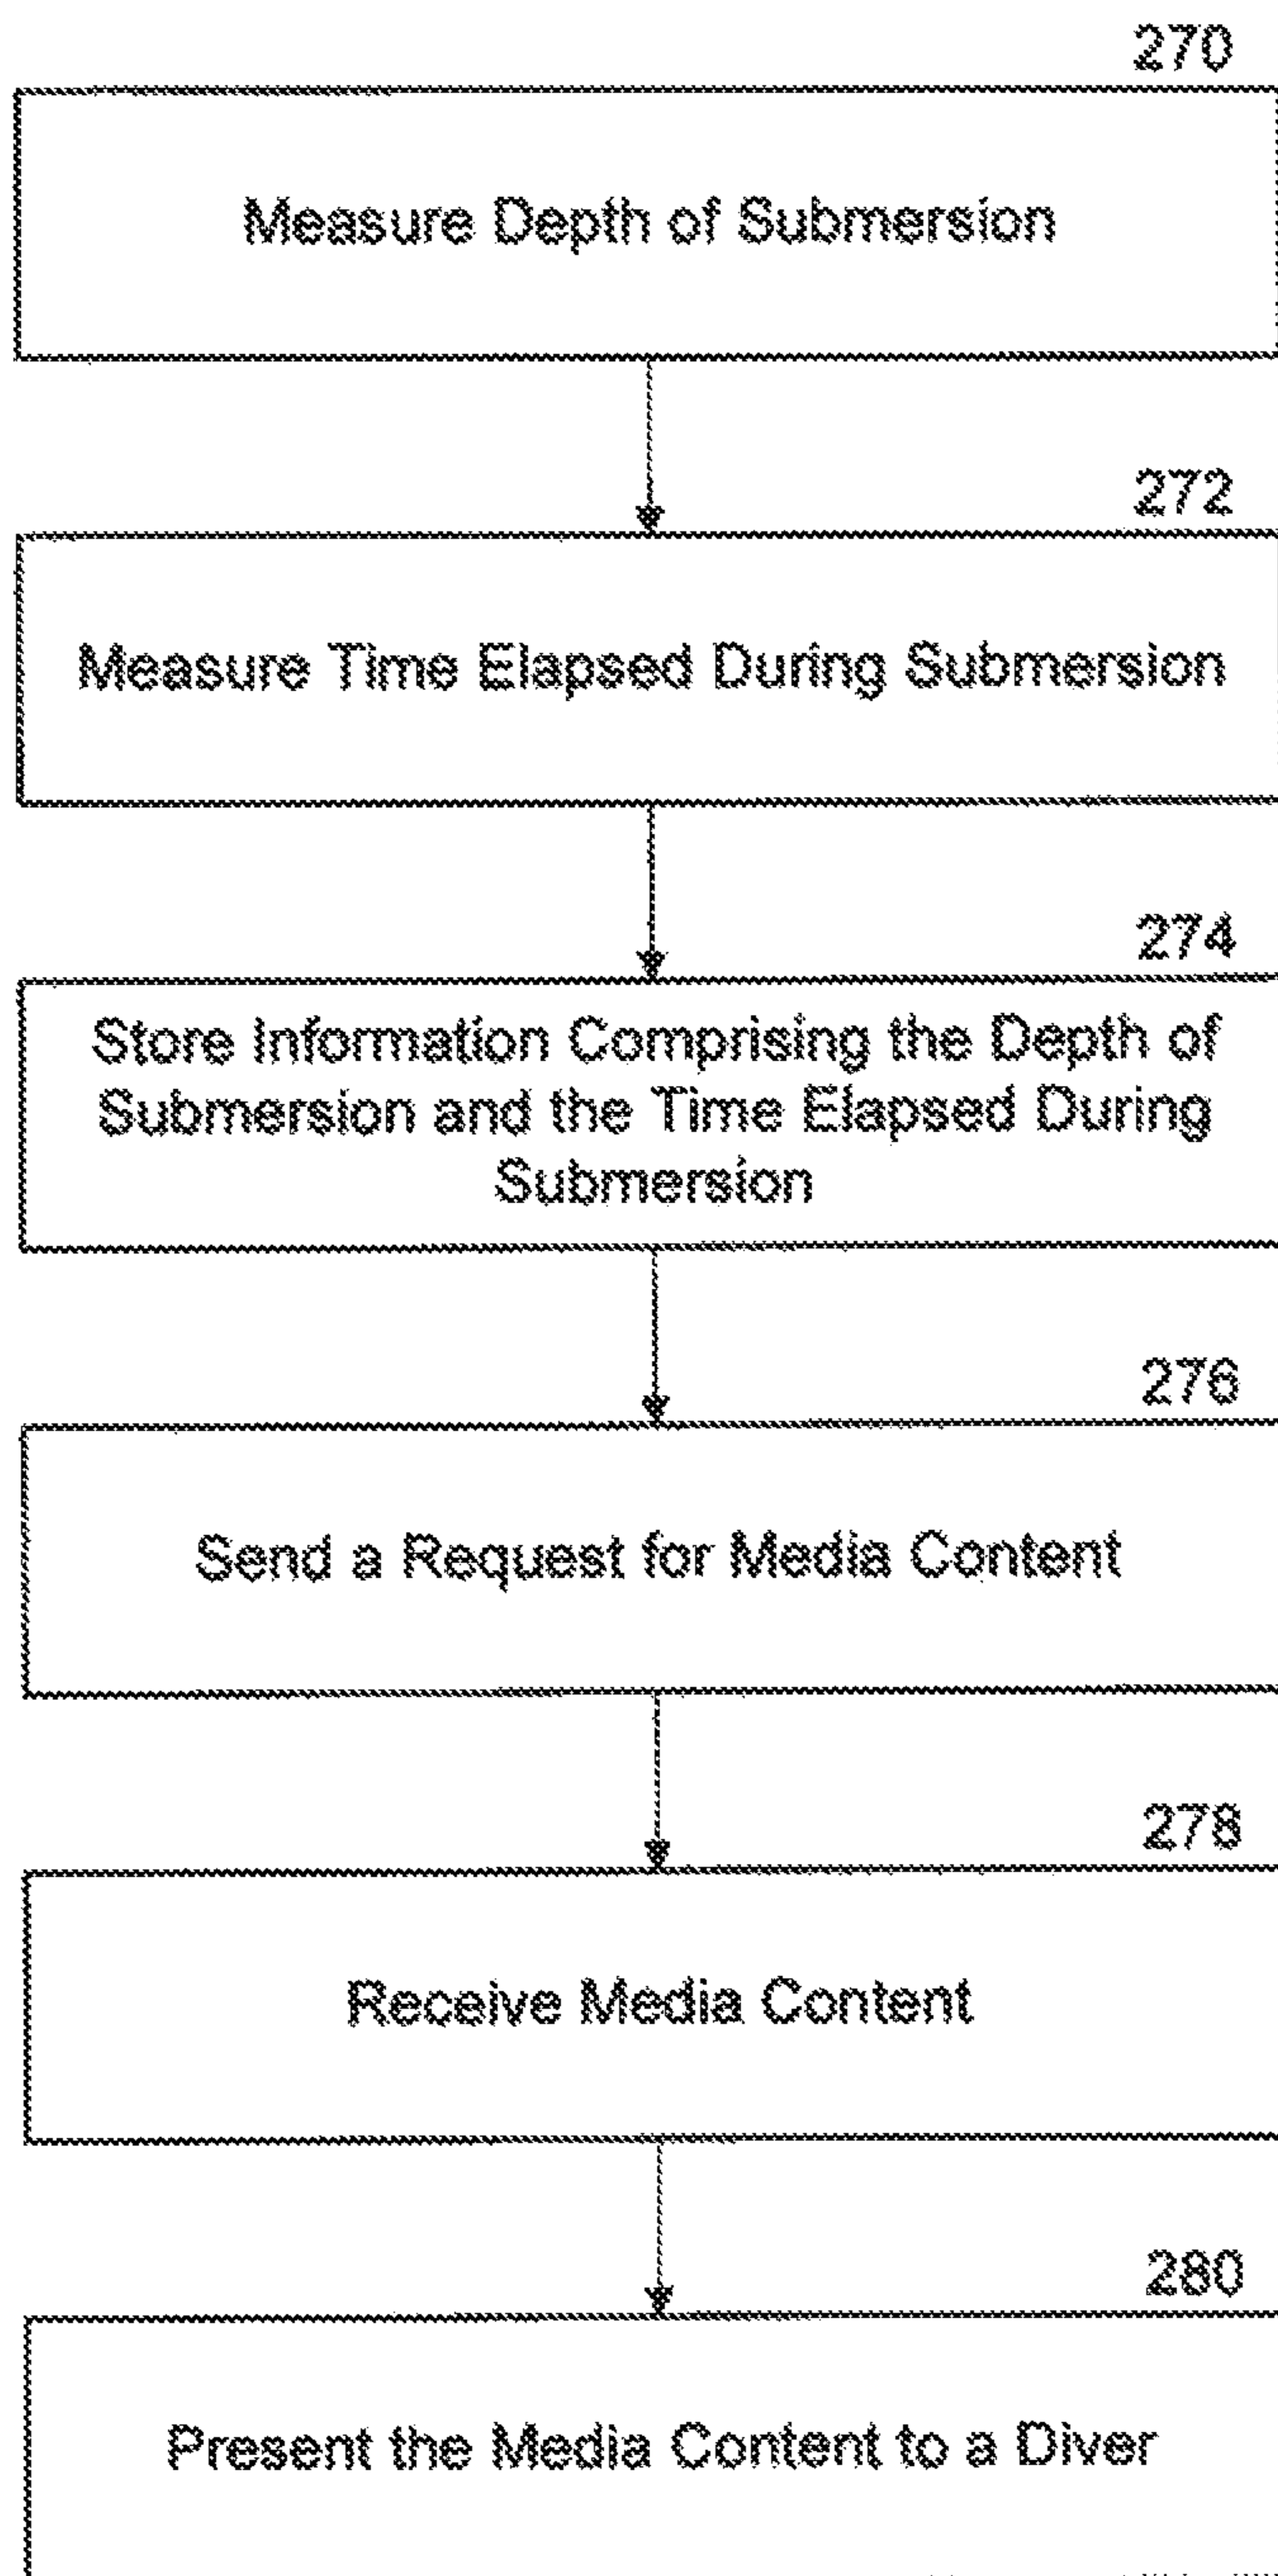 270
Measure Depth of Submersion
272
Measure Time Elapsed During Submersion
274
Store Information Comprising the Depth of
Submersion and the Time Elapsed During
Submersion
276
Send a Request for Media Content
278
Receive Media Content
280
Present the Media Content to a Diver